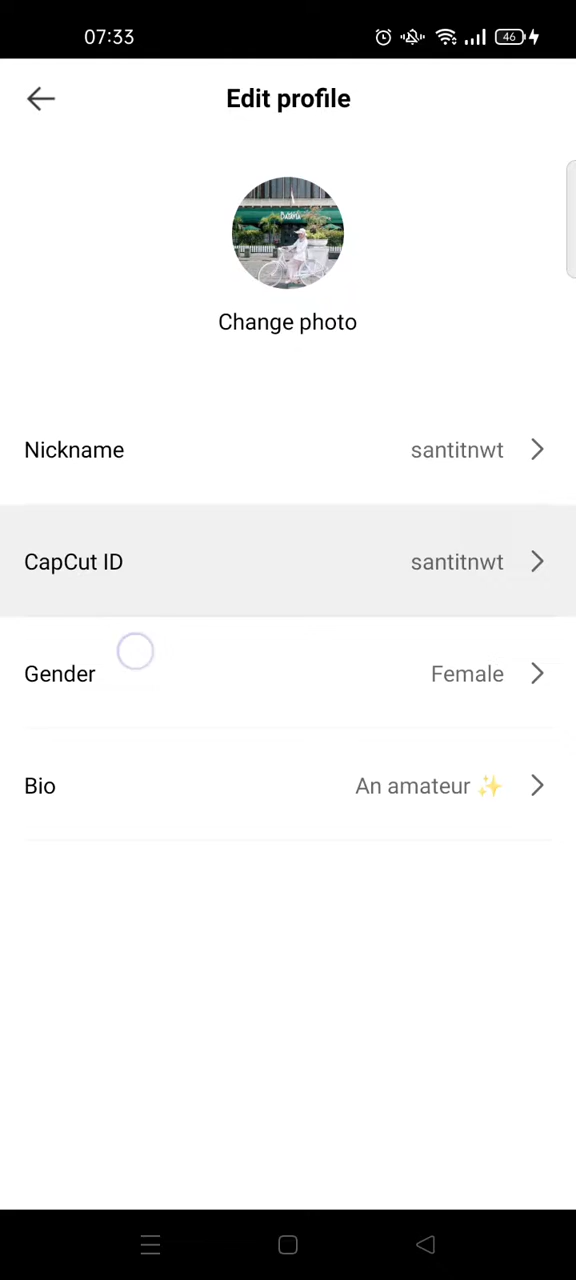 07:33
46
Edit profile
Change photo
Nickname santitnwt
CapCut ID santitnwt
Gender Female
Bio An amateur ✨